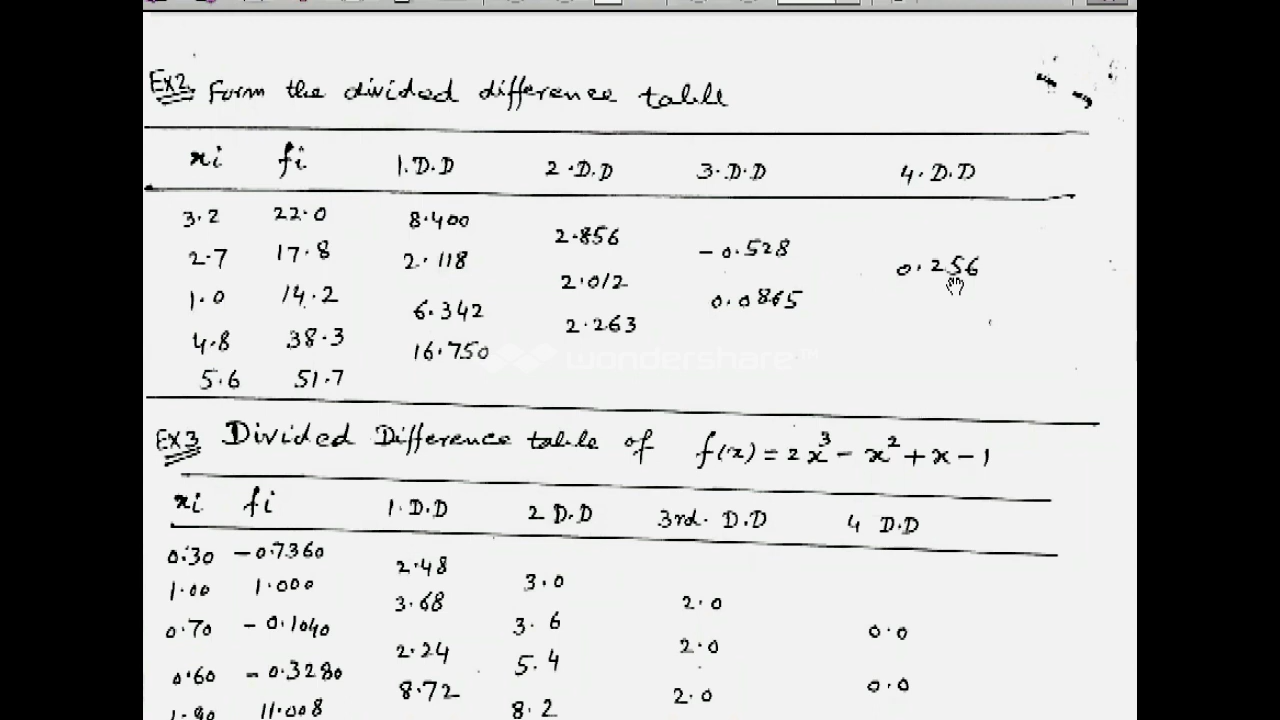 Ex2. Form the divided difference table
xi fi 1.D.D 2.D.D 3.D.D 4.D.D
3.2 22.0 8.400
2.856
2.7 17.8 2.118 -0.528
2.012 0.256
1.0 14.2 6.342 0.0865
2.263
4.8 38.3 16.750
wondershare™
5.6 51.7
Ex3 Divided Difference table of f(x) = 2x³ - x² + x - 1
xi fi 1.D.D 2 D.D 3rd. D.D 4 D.D
0.30 -0.7360 2.48
1.00 1.000 3.0
3.68 2.0
0.70 -0.1040 3.6 0.0
2.24 2.0
0.60 -0.3280 5.4
8.72 2.0 0.0
1.90 11.008 8.2